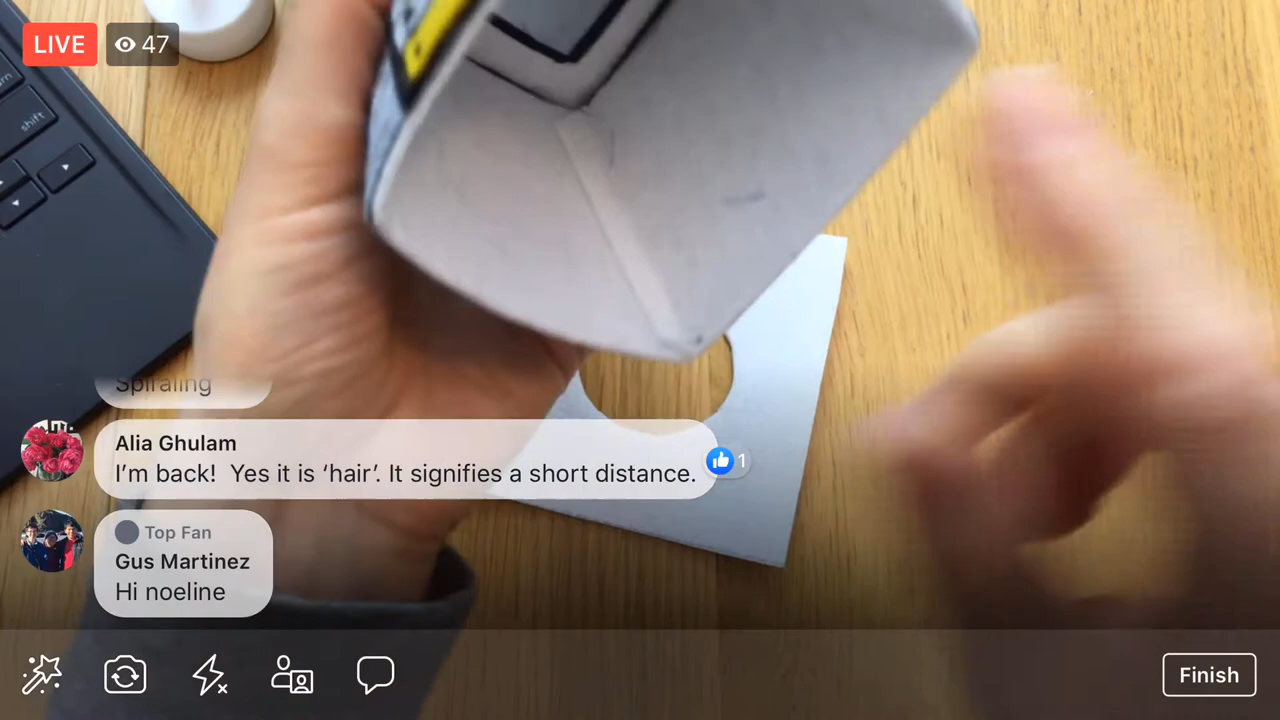 LIVE
47
shift
Spiraling
Alia Ghulam
I’m back!  Yes it is ‘hair’. It signifies a short distance.
1
Top Fan
Gus Martinez
Hi noeline
Finish